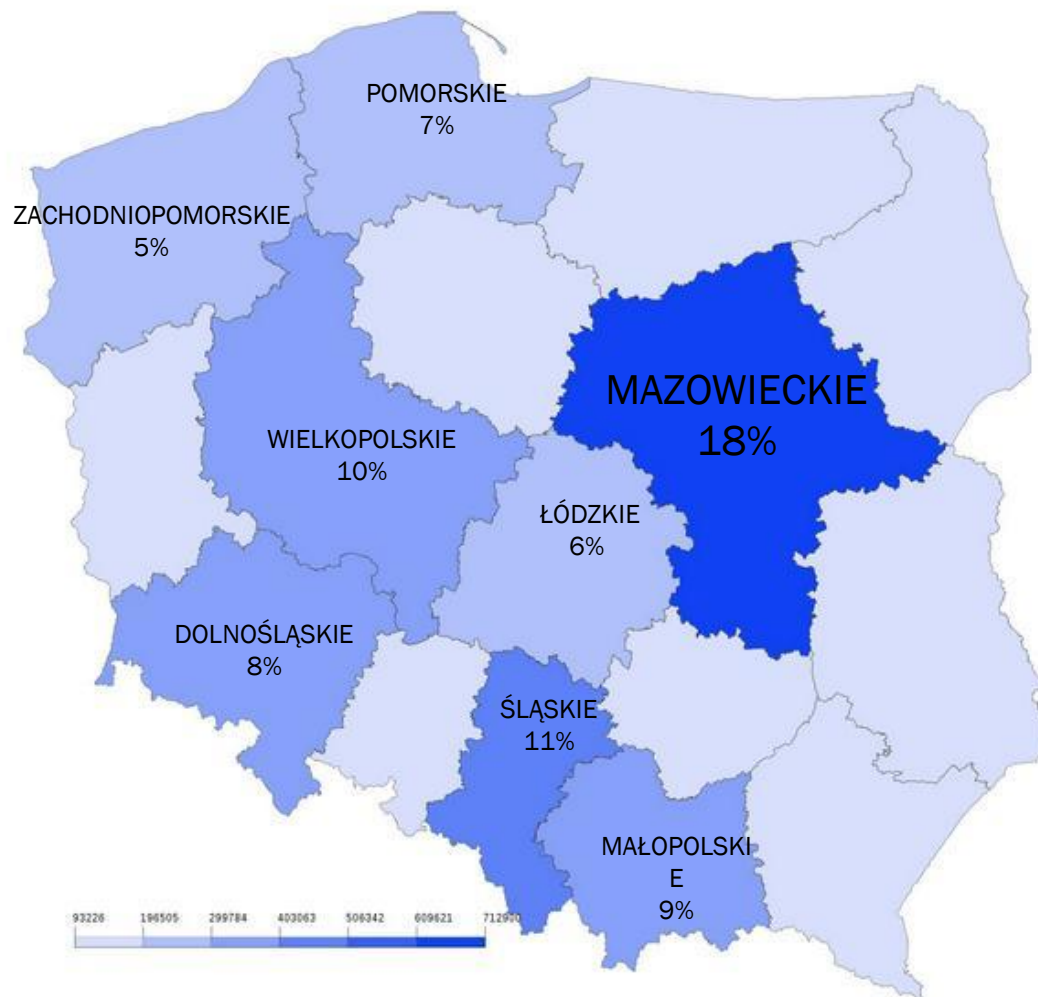 POMORSKIE
7%
ZACHODNIOPOMORSKIE
5%
MAZOWIECKIE
18%
WIELKOPOLSKIE
10%
ŁÓDZKIE
6%
DOLNOŚLĄSKIE
8%
ŚLĄSKIE
11%
MAŁOPOLSKI
E
9%
93226 196505 299784 403063 506342 609621 712900